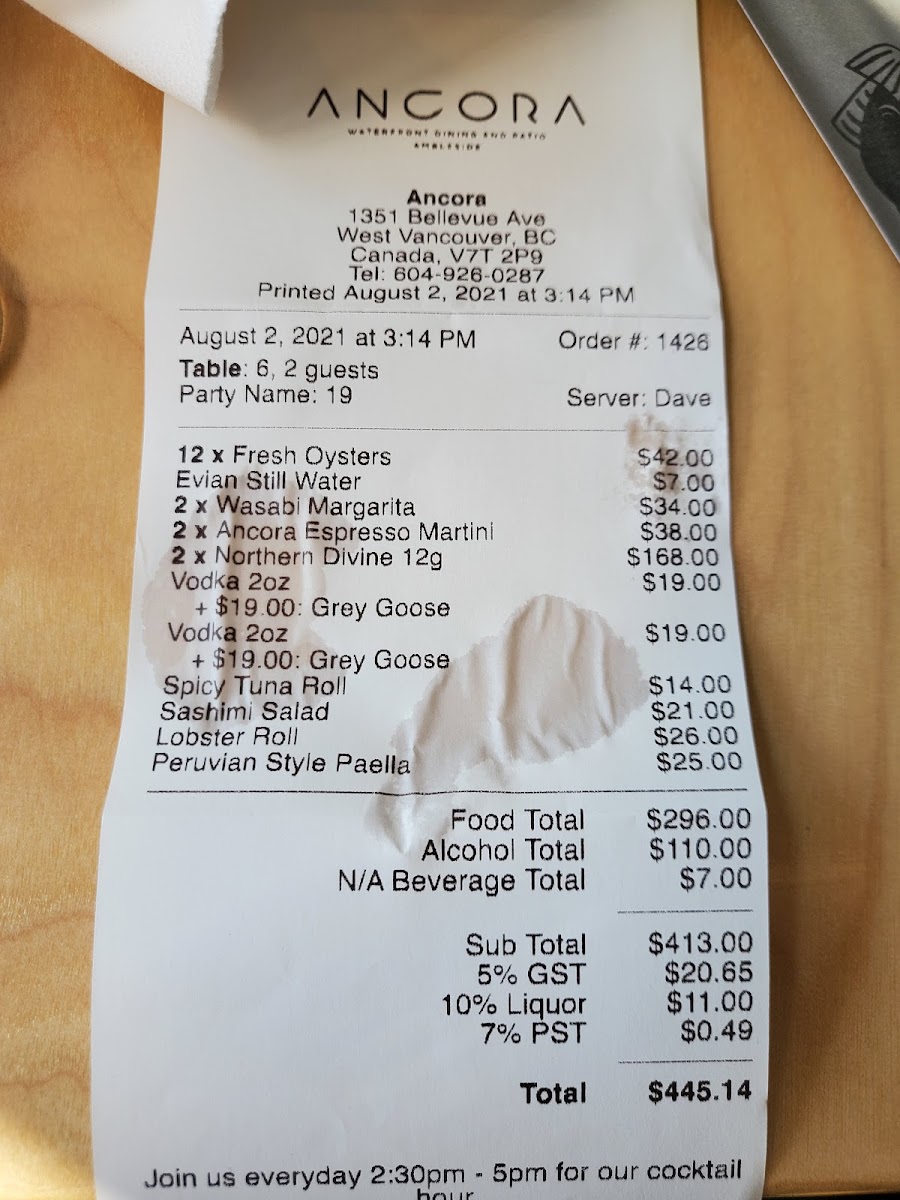 ANCORA
WATERFRONT DINING AND PATIO
AMBLESIDE
Ancora
1351 Bellevue Ave
West Vancouver, BC
Canada, V7T 2P9
Tel: 604-926-0287
Printed August 2, 2021 at 3:14 PM
August 2, 2021 at 3:14 PM Order #: 1426
Table: 6, 2 guests
Party Name: 19 Server: Dave
12 x Fresh Oysters $42.00
Evian Still Water $7.00
2 x Wasabi Margarita $34.00
2 x Ancora Espresso Martini $38.00
2 x Northern Divine 12g $168.00
Vodka 2oz $19.00
+ $19.00: Grey Goose
Vodka 2oz $19.00
+ $19.00: Grey Goose
Spicy Tuna Roll $14.00
Sashimi Salad $21.00
Lobster Roll $26.00
Peruvian Style Paella $25.00
Food Total $296.00
Alcohol Total $110.00
N/A Beverage Total $7.00
Sub Total $413.00
5% GST $20.65
10% Liquor $11.00
7% PST $0.49
Total $445.14
Join us everyday 2:30pm - 5pm for our cocktail
hour